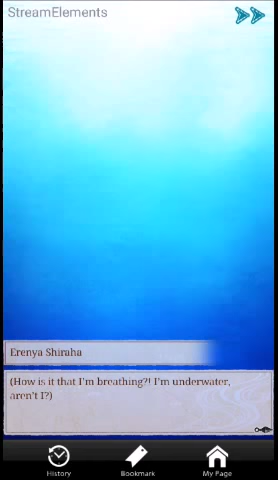 StreamElements
Erenya Shiraha
(How is it that I'm breathing?! I'm underwater,
aren't I?)
History
Bookmark
My Page